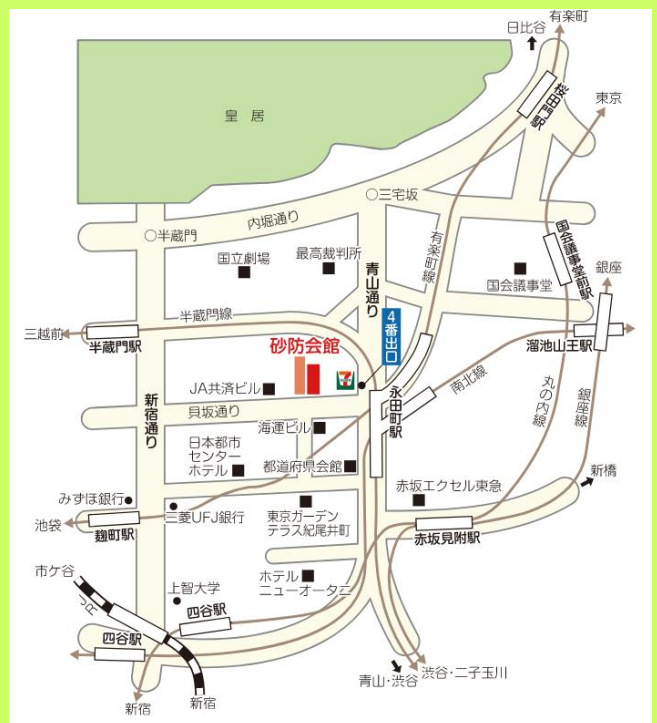 有楽町
日比谷
桜田門駅
東京
皇居
三宅坂
内堀通り
半蔵門
国立劇場
最高裁判所
青山通り
有楽町線
国会議事堂前駅
国会議事堂
銀座
半蔵門線
三越前
半蔵門駅
4番出口
溜池山王駅
砂防会館
7
JA共済ビル
永田町駅
南北線
丸の内線
銀座線
新宿通り
貝坂通り
海運ビル
日本都市
センター
ホテル
都道府県会館
新橋
赤坂エクセル東急
みずほ銀行
三菱UFJ銀行
東京ガーデン
テラス紀尾井町
池袋
麹町駅
赤坂見附駅
市ケ谷
JR
上智大学
ホテル
ニューオータニ
四谷駅
四谷駅
青山・渋谷
渋谷・二子玉川
新宿
新宿